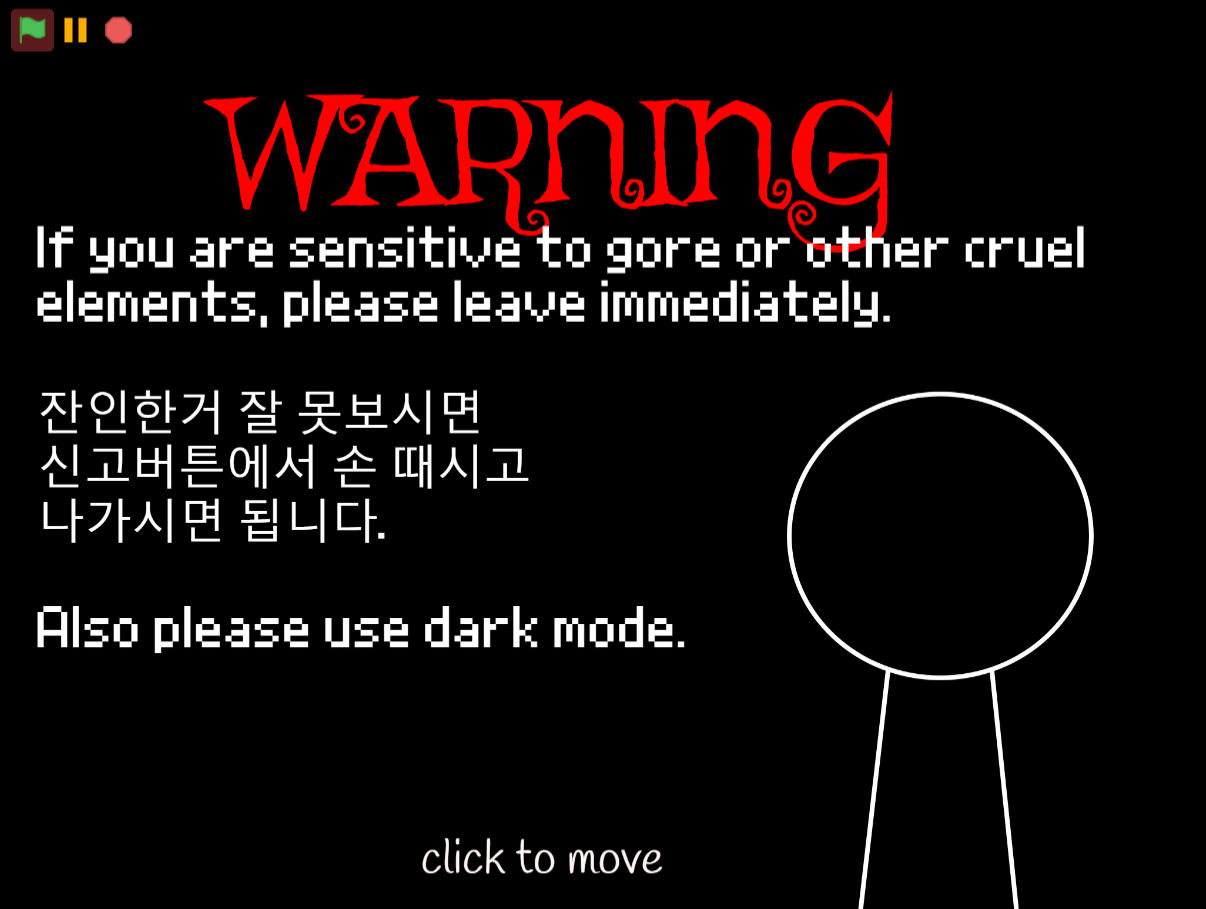 WARNING
If you are sensitive to gore or other cruel
elements, please leave immediately.
잔인한거 잘 못보시면
신고버튼에서 손 때시고
나가시면 됩니다.
Also please use dark mode.
click to move